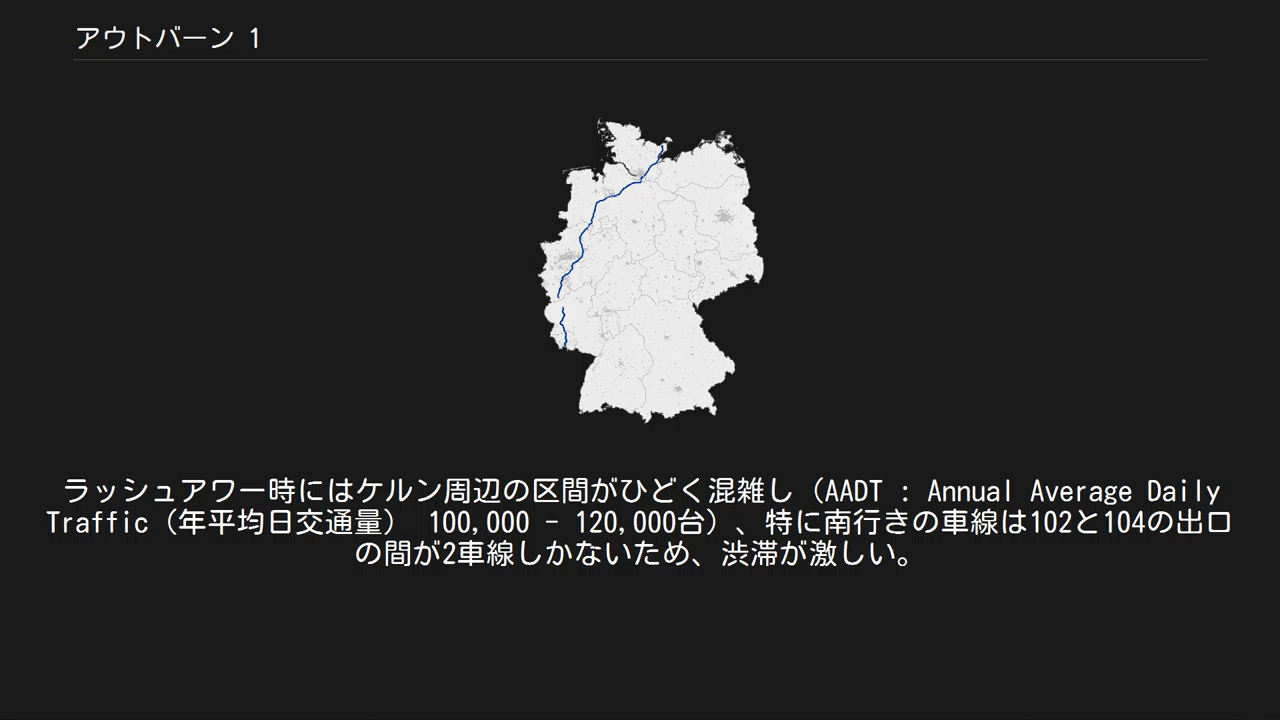 アウトバーン 1
ラッシュアワー時にはケルン周辺の区間がひどく混雑し（AADT : Annual Average Daily
Traffic（年平均日交通量） 100,000 - 120,000台）、特に南行きの車線は102と104の出口
の間が2車線しかないため、渋滞が激しい。